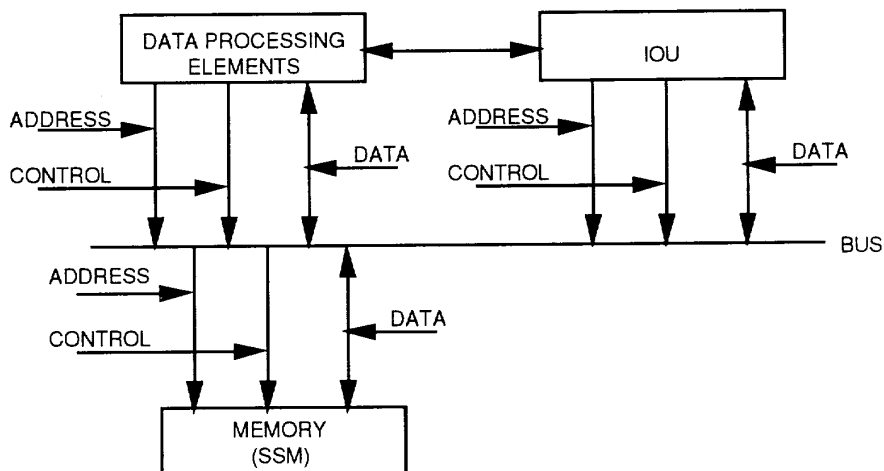 DATA PROCESSING
ELEMENTS
IOU
ADDRESS
CONTROL
DATA
ADDRESS
CONTROL
DATA
BUS
ADDRESS
CONTROL
DATA
MEMORY
(SSM)